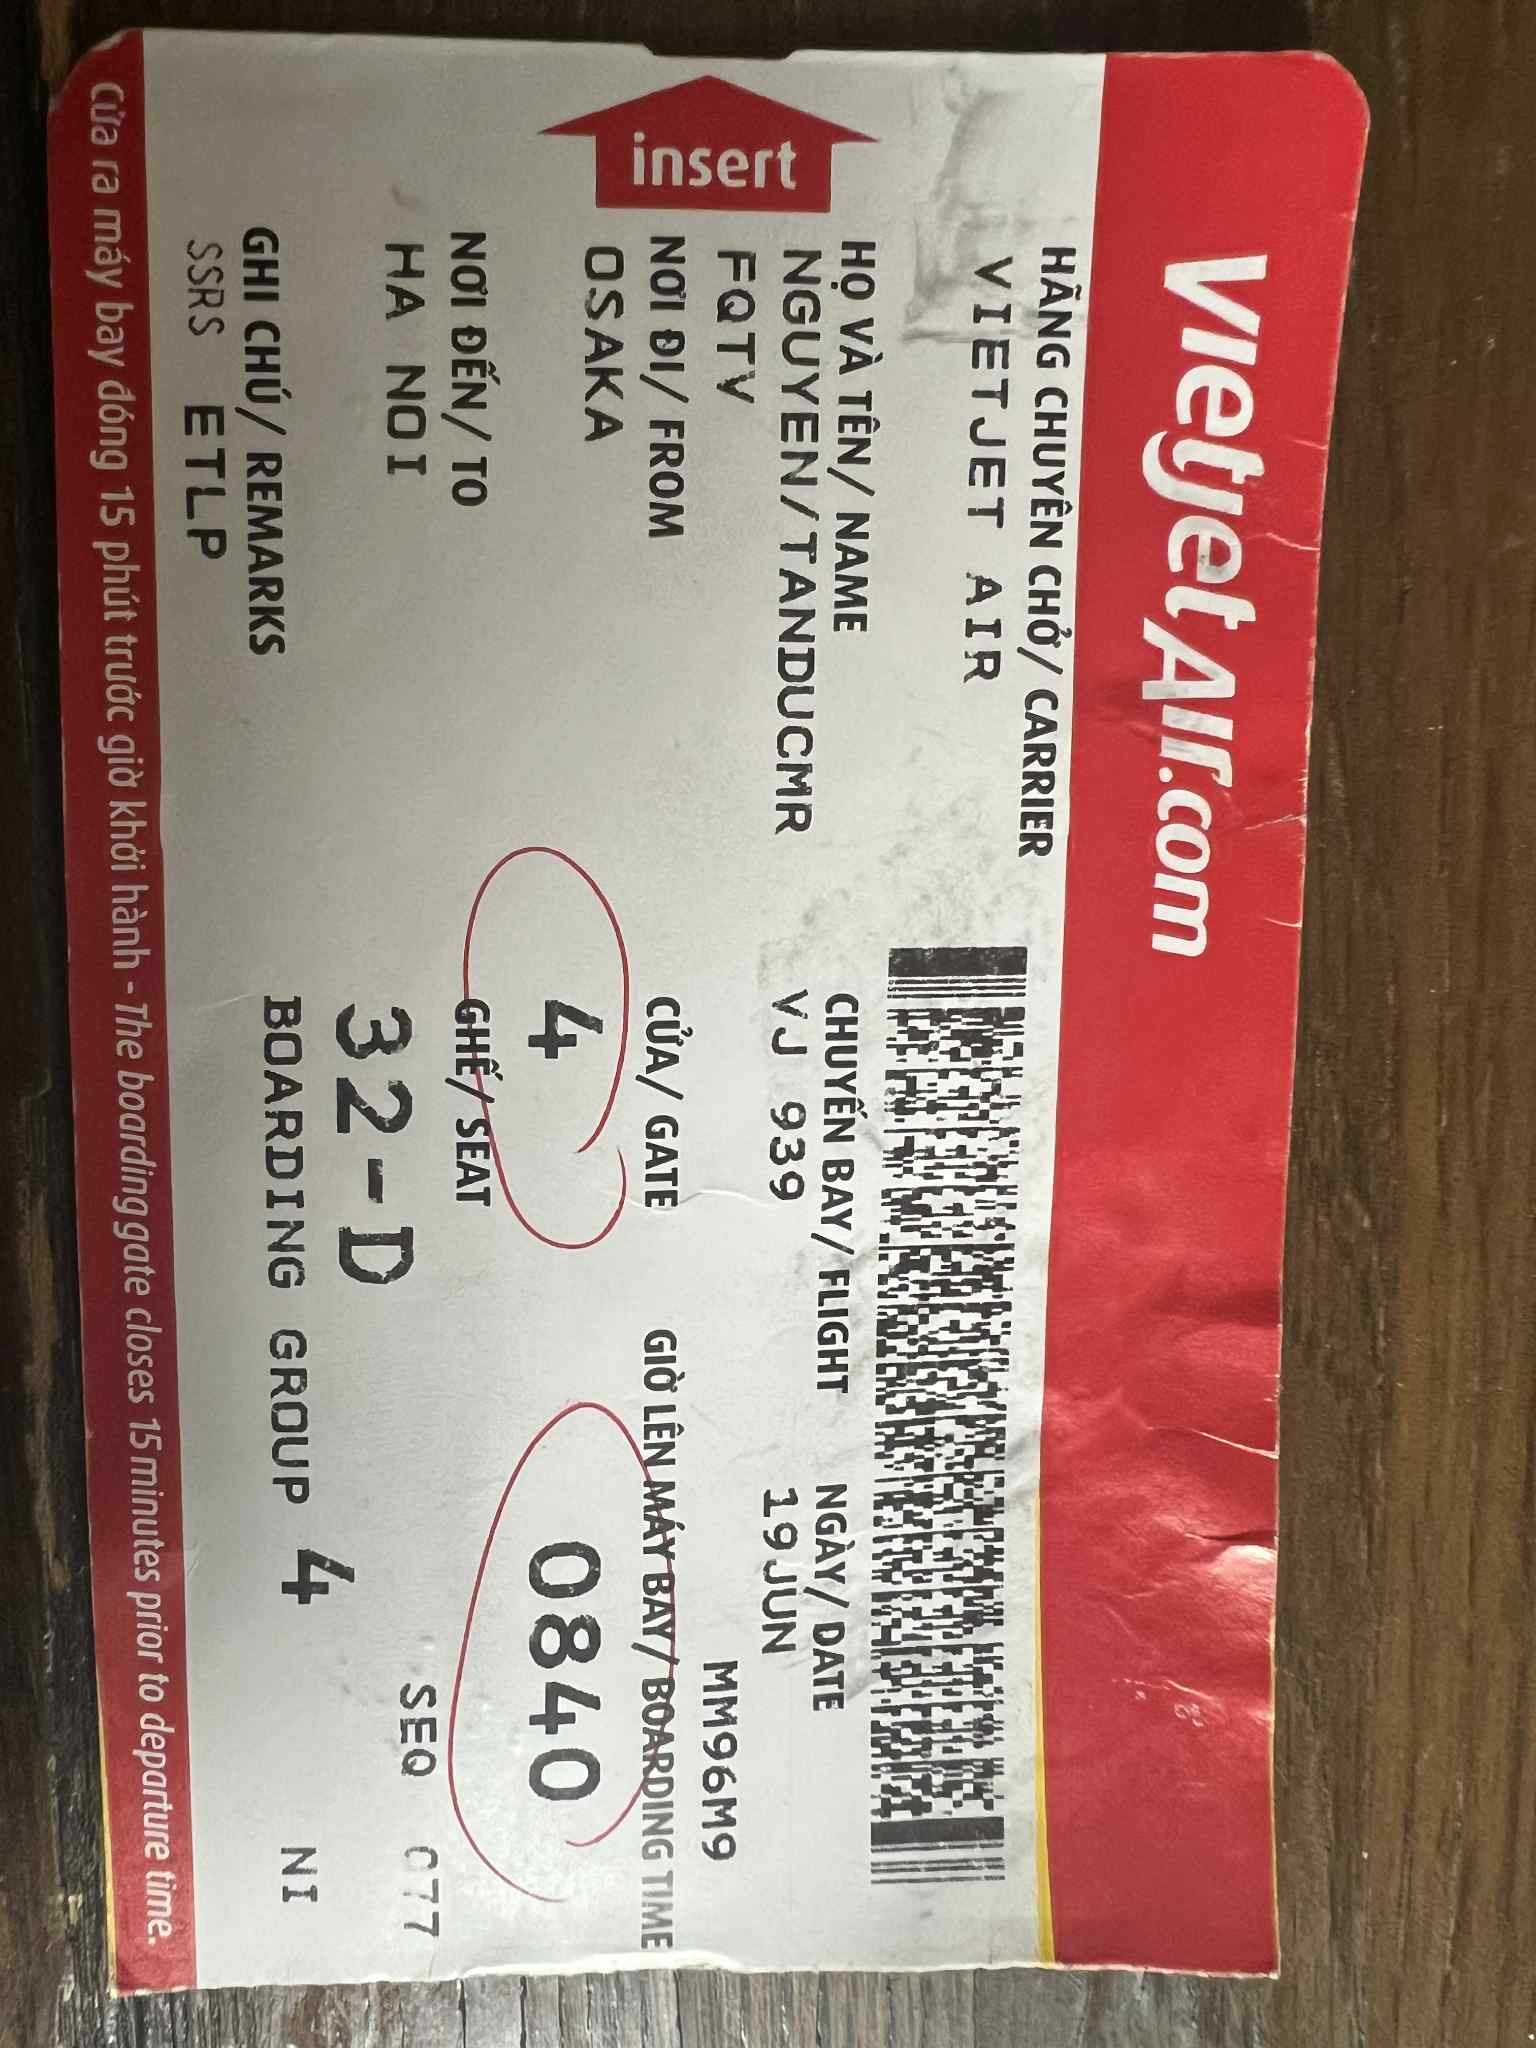 VietjetAir.com
HÃNG CHUYÊN CHỞ/ CARRIER
VIETJET AIR
HỌ VÀ TÊN/ NAME
NGUYEN/TANDUCMR
FQTV
CHUYẾN BAY/ FLIGHT
VJ 939
NGÀY/ DATE
19JUN
MM96M9
insert
NƠI ĐI/ FROM
OSAKA
CỬA/ GATE
4
GIỜ LÊN MÁY BAY/ BOARDING TIME
0840
NƠI ĐẾN/ TO
HA NOI
GHẾ/ SEAT
32-D
SEQ 077
GHI CHÚ/ REMARKS
SSRS ETLP
BOARDING GROUP 4
NI
Cửa ra máy bay đóng 15 phút trước giờ khởi hành - The boarding gate closes 15 minutes prior to departure time.